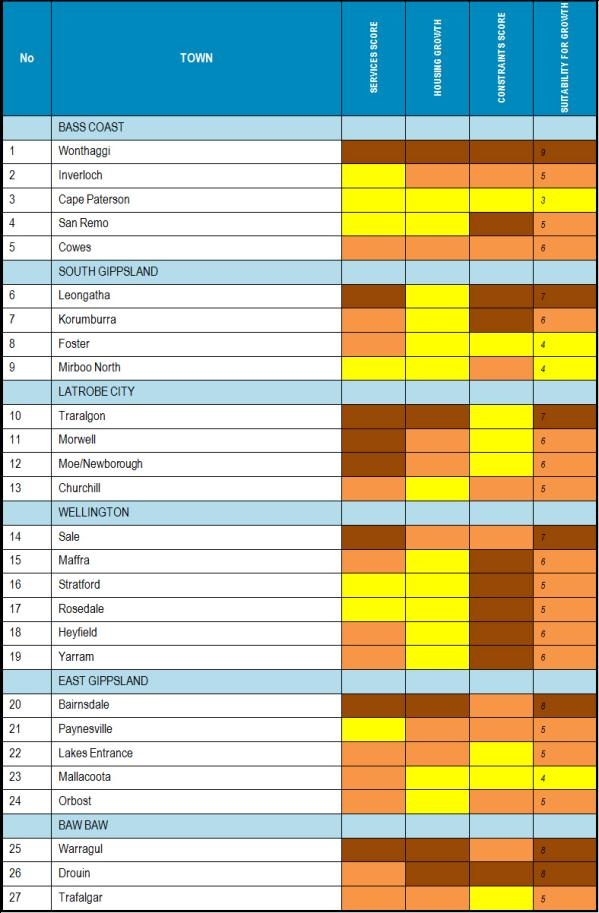 No TOWN SERVICES SCORE HOUSING GROWTH CONSTRAINTS SCORE SUITABILITY FOR GROWTH
BASS COAST
1 Wonthaggi 9
2 Inverloch 5
3 Cape Paterson 3
4 San Remo 5
5 Cowes 6
SOUTH GIPPSLAND
6 Leongatha 7
7 Korumburra 6
8 Foster 4
9 Mirboo North 4
LATROBE CITY
10 Traralgon 7
11 Morwell 6
12 Moe/Newborough 6
13 Churchill 5
WELLINGTON
14 Sale 7
15 Maffra 6
16 Stratford 5
17 Rosedale 5
18 Heyfield 6
19 Yarram 6
EAST GIPPSLAND
20 Bairnsdale 8
21 Paynesville 5
22 Lakes Entrance 5
23 Mallacoota 4
24 Orbost 5
BAW BAW
25 Warragul 8
26 Drouin 8
27 Trafalgar 5